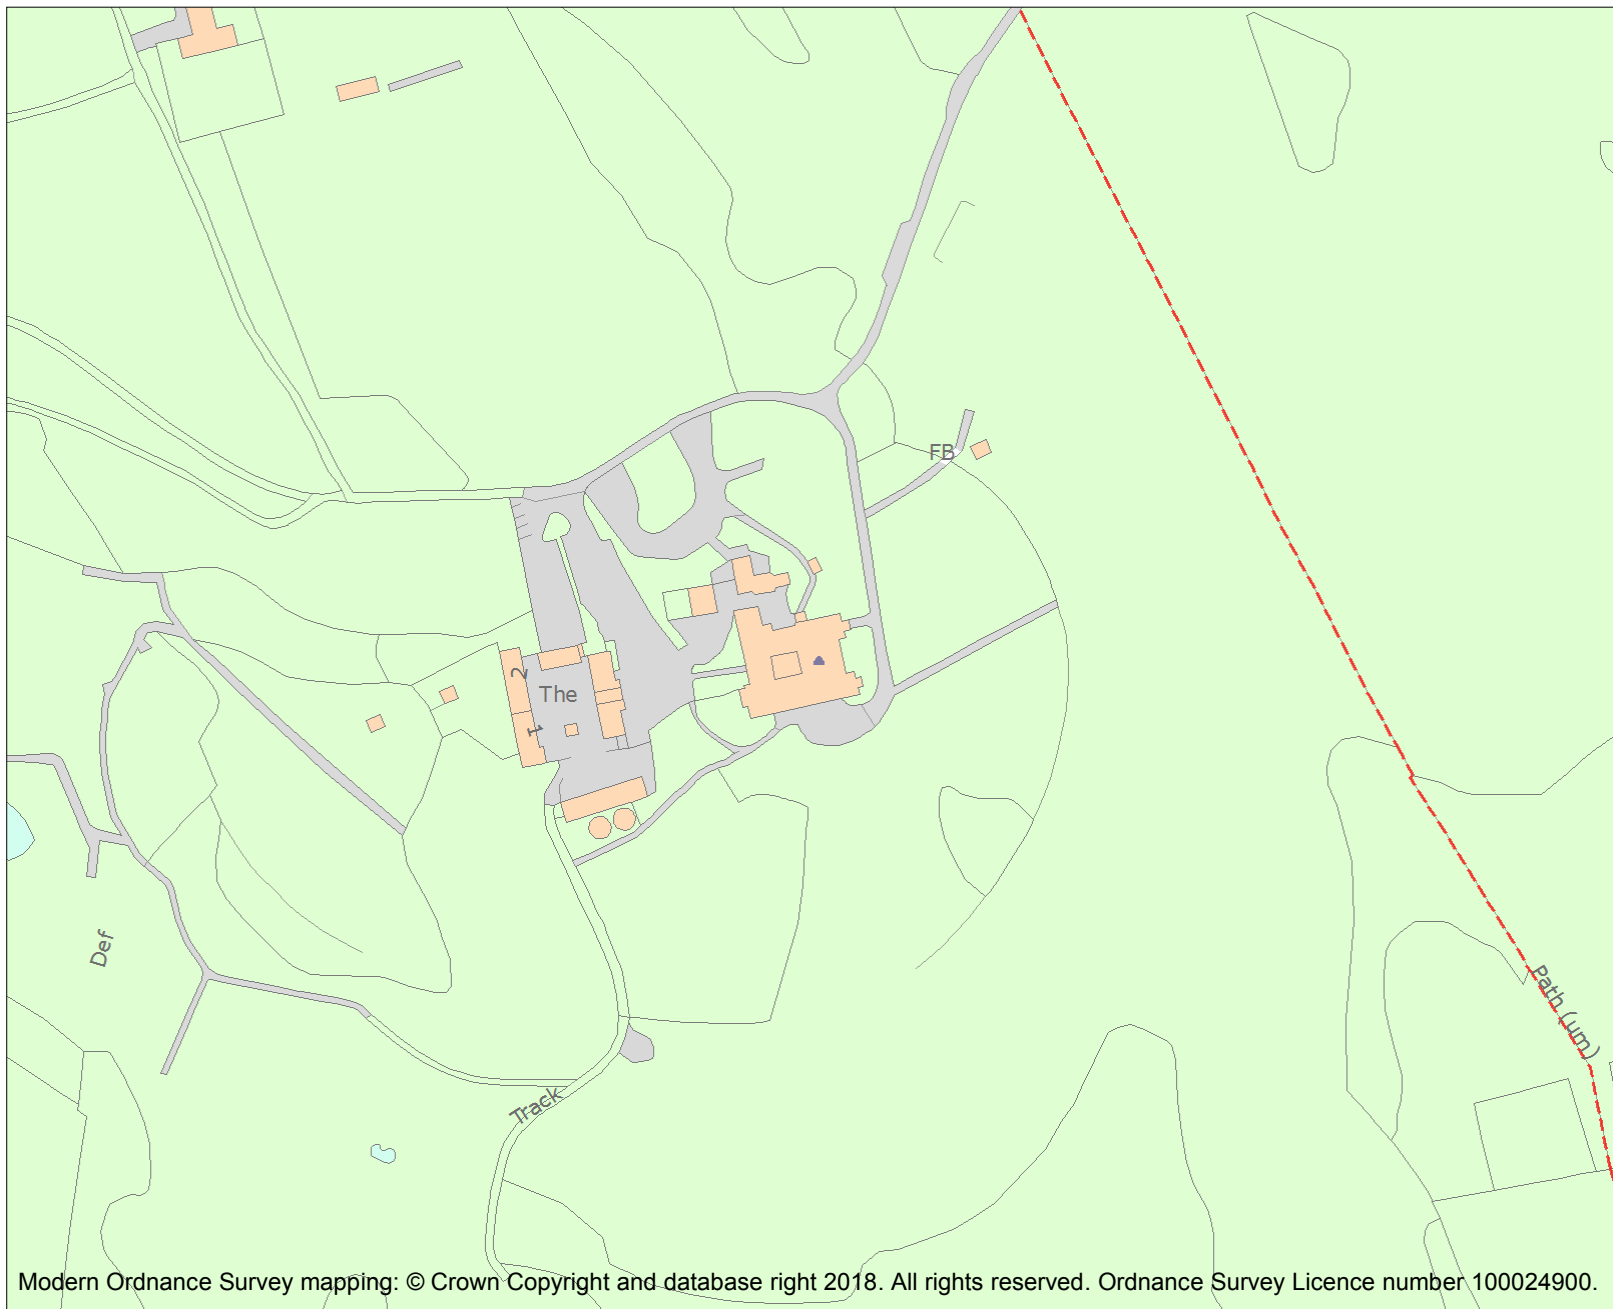 FB
2
The
1
Def
Path (um)
Track
Modern Ordnance Survey mapping: © Crown Copyright and database right 2018. All rights reserved. Ordnance Survey Licence number 100024900.